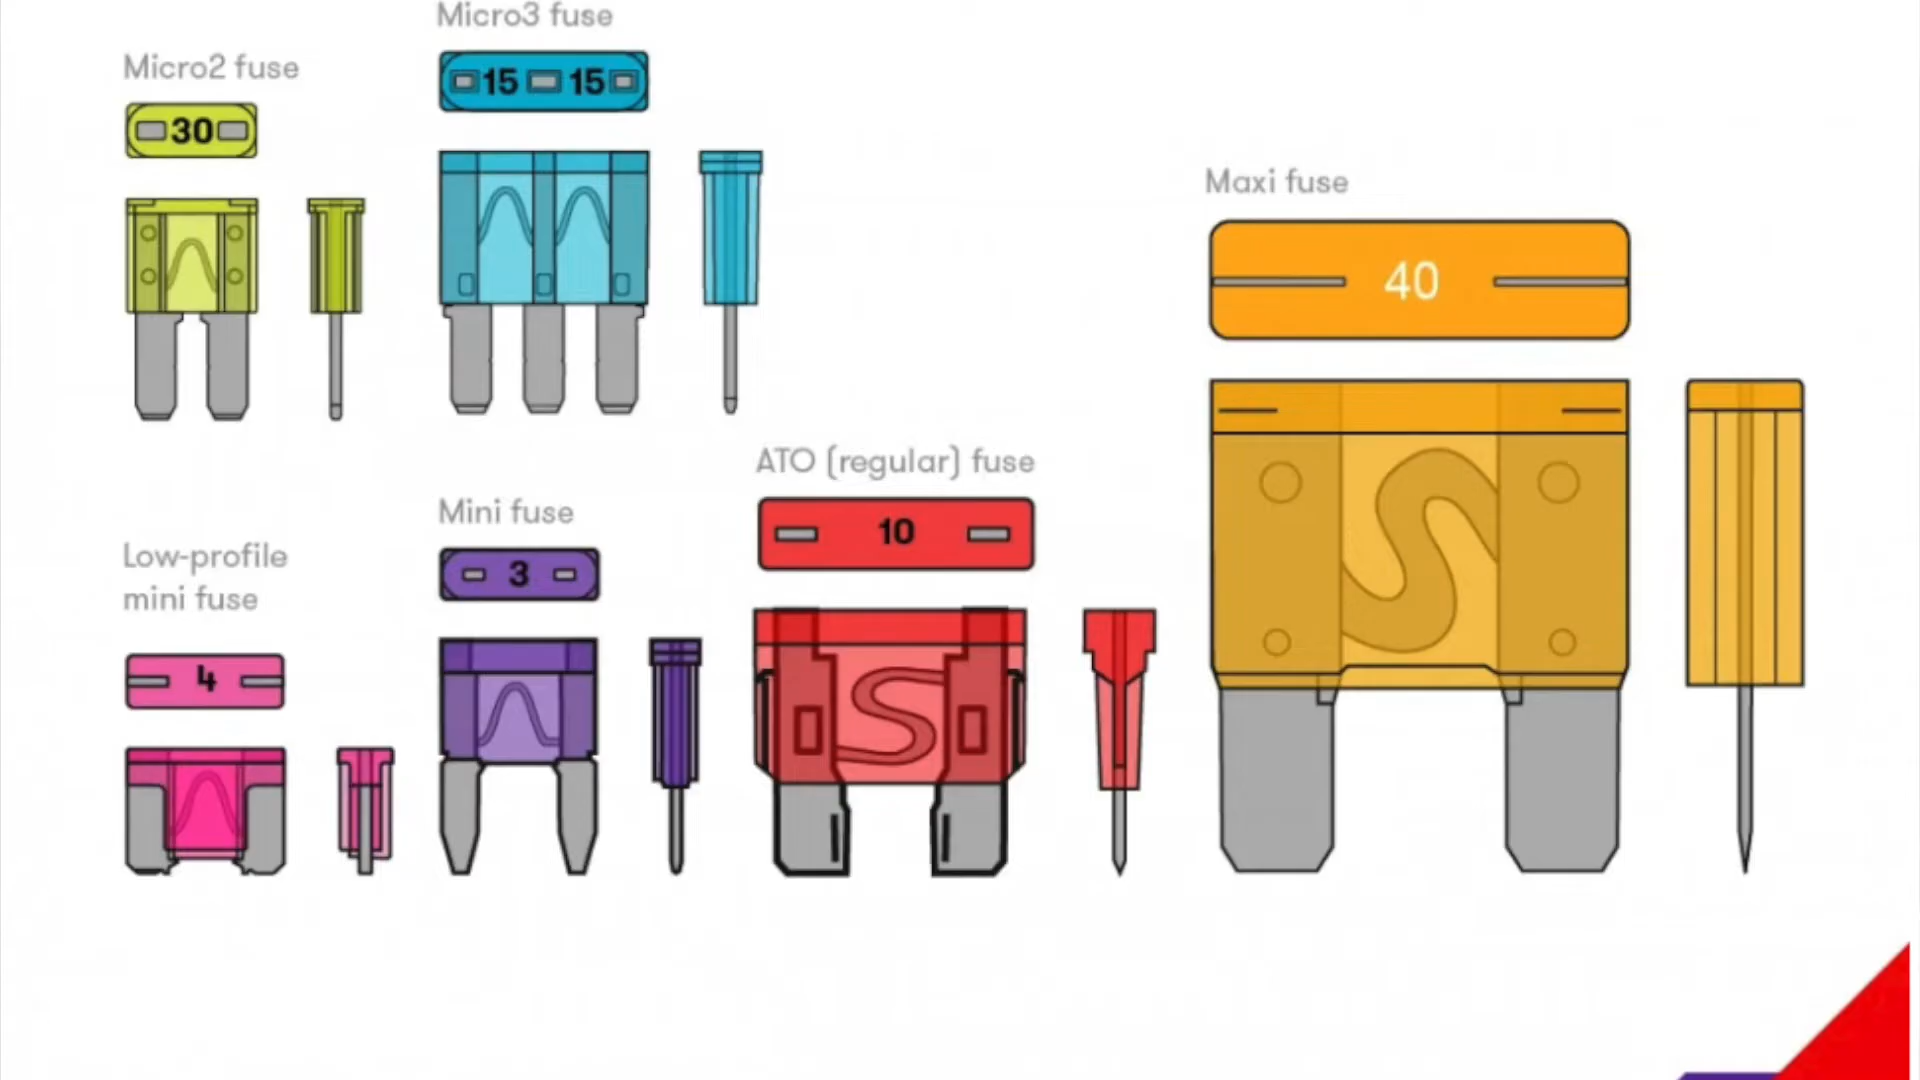 Micro3 fuse
15 15
Micro2 fuse
30
Maxi fuse
40
ATO (regular) fuse
10
Mini fuse
3
Low-profile
mini fuse
4